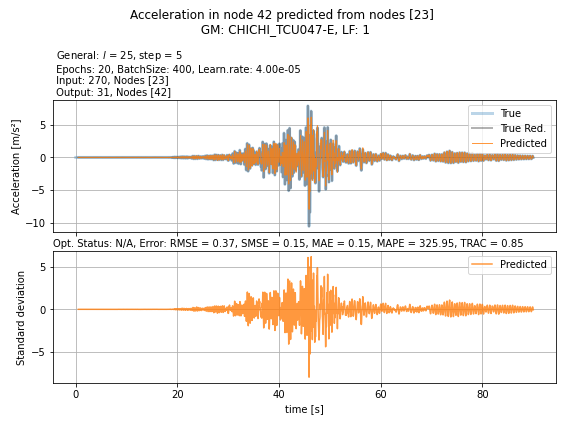 Acceleration in node 42 predicted from nodes [23]
GM: CHICHI_TCU047-E, LF: 1
General: l = 25, step = 5
Epochs: 20, BatchSize: 400, Learn.rate: 4.00e-05
Input: 270, Nodes [23]
Output: 31, Nodes [42]
Acceleration [m/s²]
5
0
−5
−10
True
True Red.
Predicted
Opt. Status: N/A, Error: RMSE = 0.37, SMSE = 0.15, MAE = 0.15, MAPE = 325.95, TRAC = 0.85
Standard deviation
5
0
−5
Predicted
0 20 40 60 80
time [s]